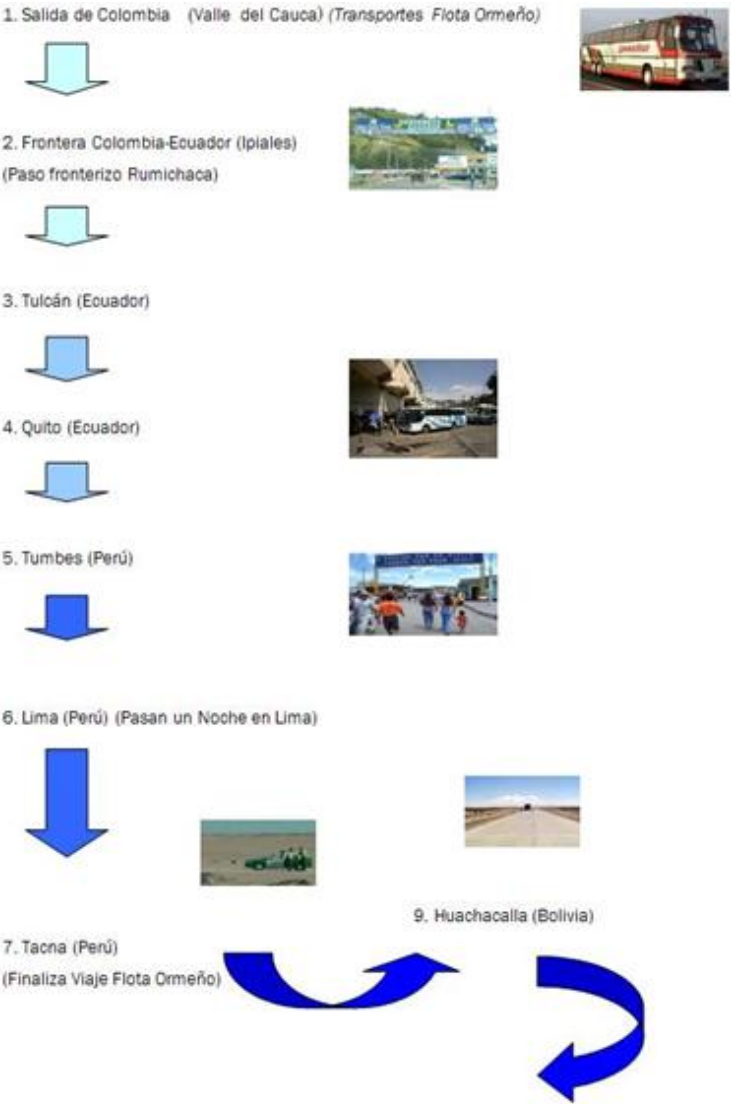 1. Salida de Colombia (Valle del Cauca) (Transportes Flota Ormeño)
2. Frontera Colombia-Ecuador (Ipiales)
(Paso fronterizo Rumichaca)
3. Tulcán (Ecuador)
4. Quito (Ecuador)
5. Tumbes (Perú)
6. Lima (Perú) (Pasan un Noche en Lima)
9. Huachacalla (Bolivia)
7. Tacna (Perú)
(Finaliza Viaje Flota Ormeño)